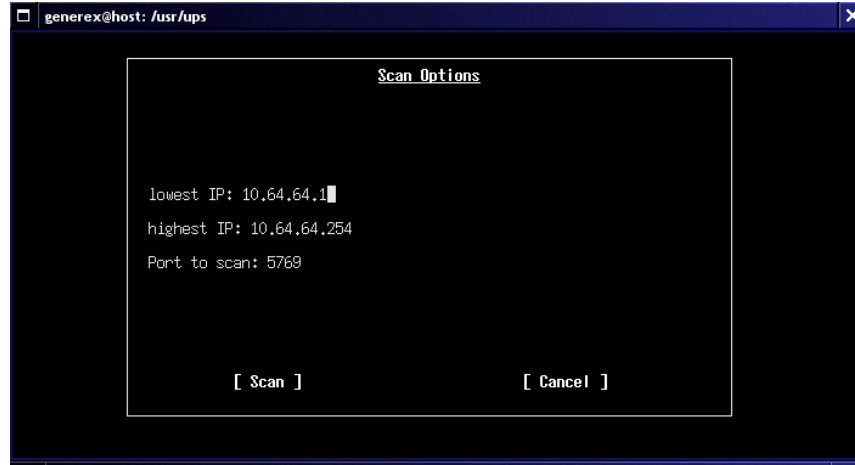 generex@host: /usr/ups
Scan Options
lowest IP: 10.64.64.1
highest IP: 10.64.64.254
Port to scan: 5769
[ Scan ] [ Cancel ]